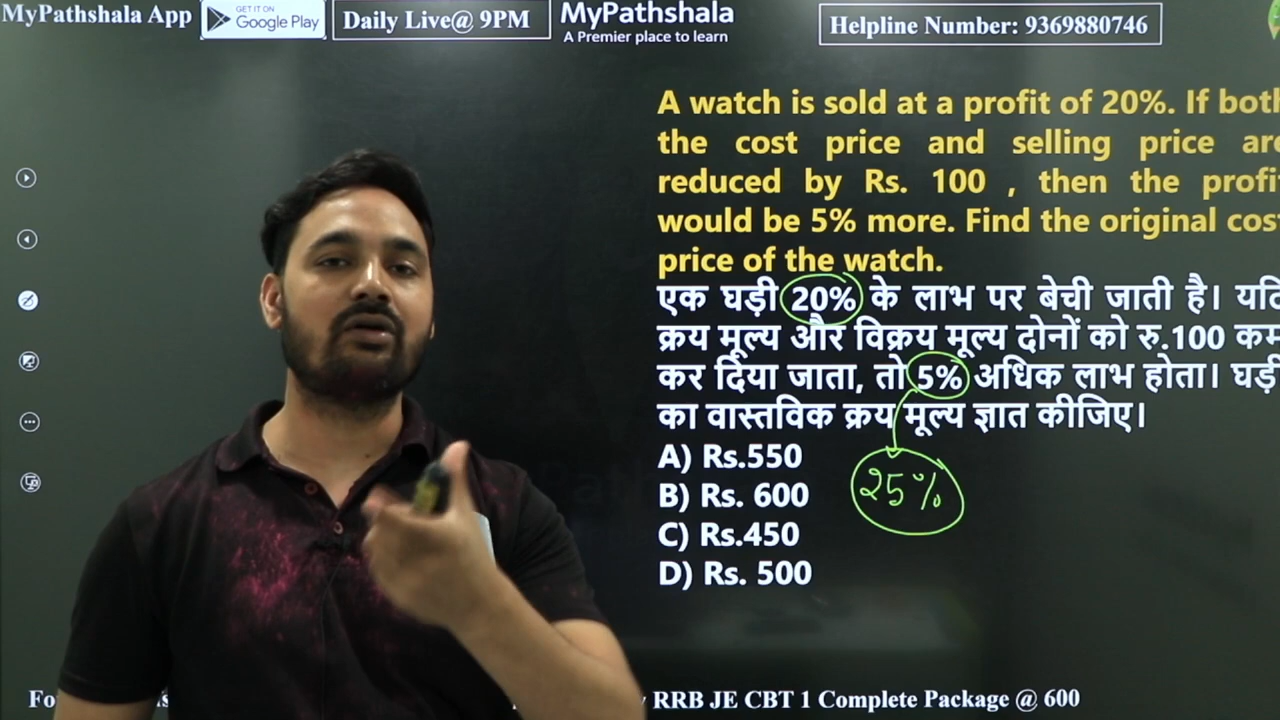 MyPathshala App
GET IT ON
Google Play
Daily Live@ 9PM
MyPathshala
A Premier place to learn
Helpline Number: 9369880746
A watch is sold at a profit of 20%. If both
the cost price and selling price are
reduced by Rs. 100 , then the profi
would be 5% more. Find the original cos
price of the watch.
एक घड़ी 20% के लाभ पर बेची जाती है। यदि
क्रय मूल्य और विक्रय मूल्य दोनों को रु.100 कम
कर दिया जाता, तो 5% अधिक लाभ होता। घड़ी
का वास्तविक क्रय मूल्य ज्ञात कीजिए।
A) Rs.550
B) Rs. 600
25%
C) Rs.450
D) Rs. 500
RRB JE CBT 1 Complete Package @ 600